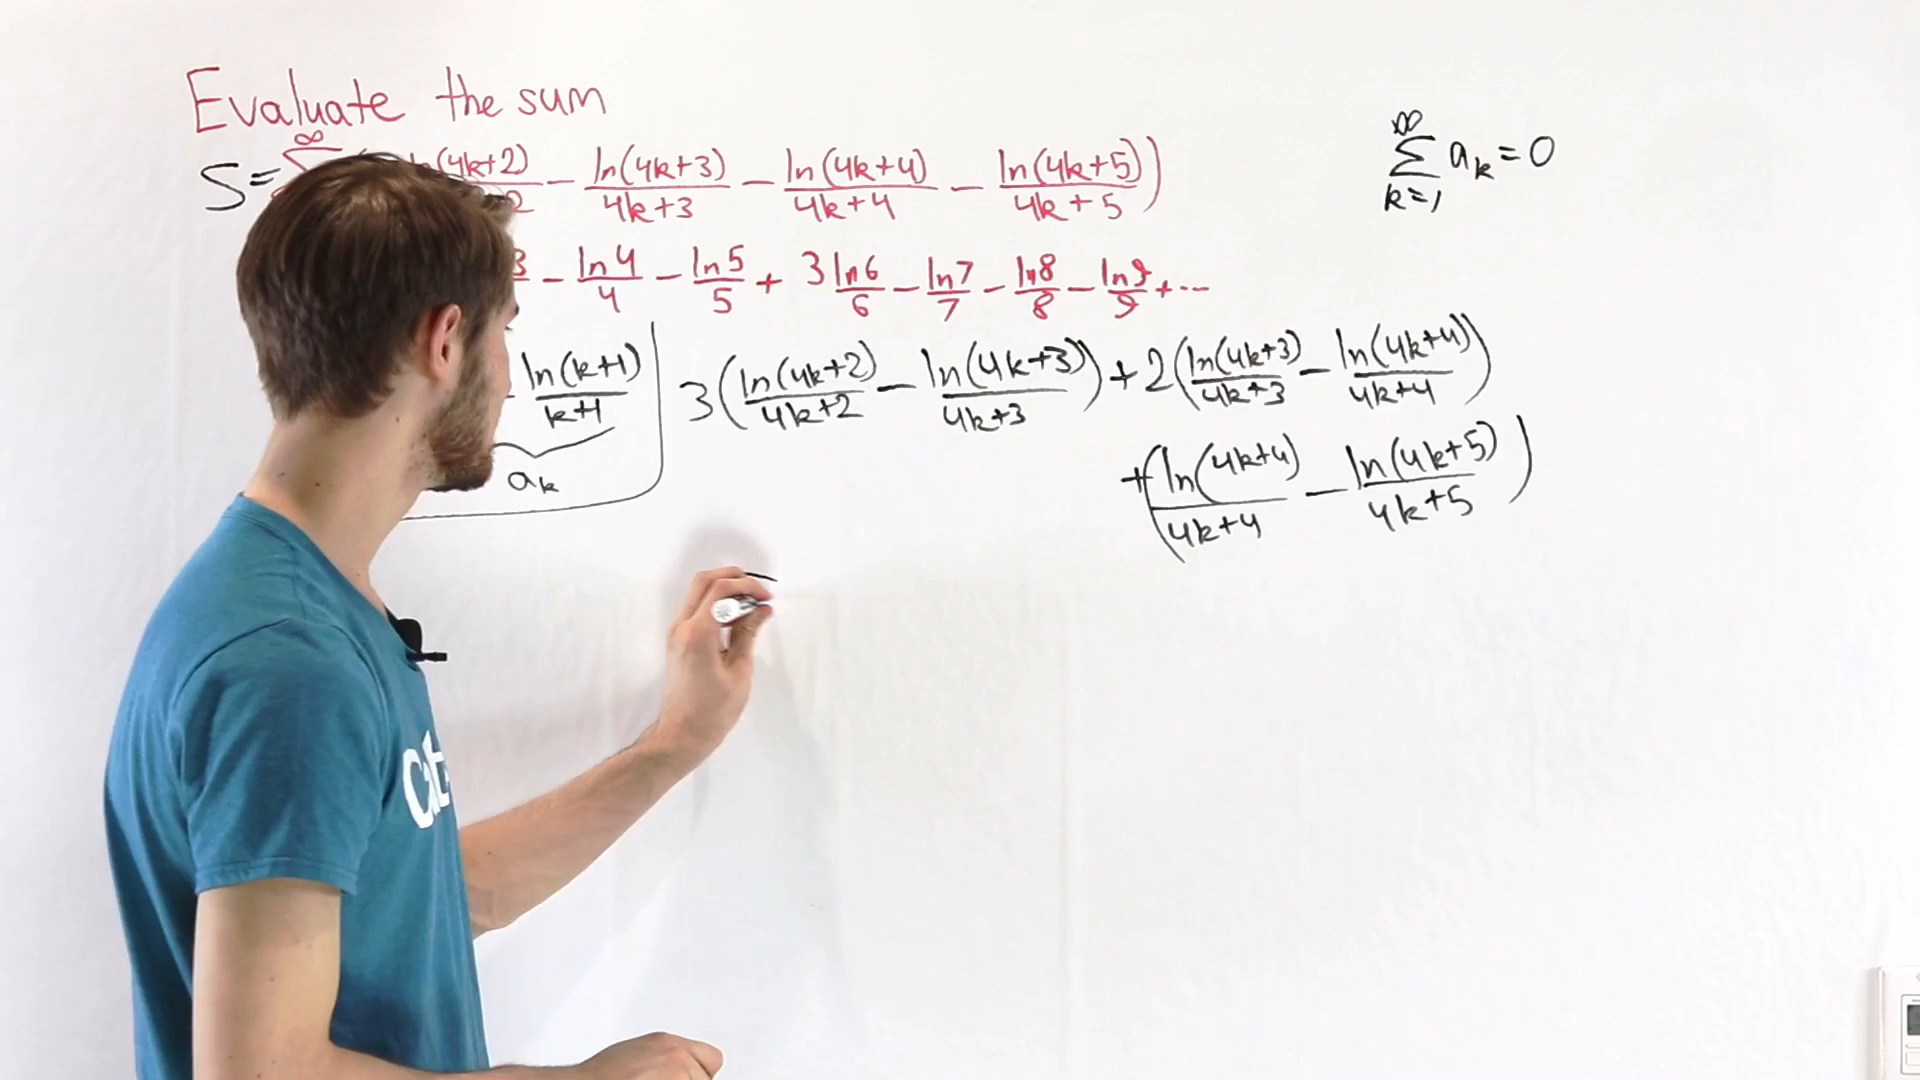 Evaluate the sum
S = ∞ Σ ln(4k+2)/2 − ln(4k+3)/(4k+3) − ln(4k+4)/(4k+4) − ln(4k+5)/(4k+5))
∞ Σ k=1 a_k = 0
3 − ln4/4 − ln5/5 + 3 ln6/6 − ln7/7 − ln8/8 − ln9/9 + ...
ln(k+1)/(k+1)
a_k
3(ln(4k+2)/(4k+2) − ln(4k+3)/(4k+3)) + 2(ln(4k+3)/(4k+3) − ln(4k+4)/(4k+4))
+(ln(4k+4)/(4k+4) − ln(4k+5)/(4k+5))